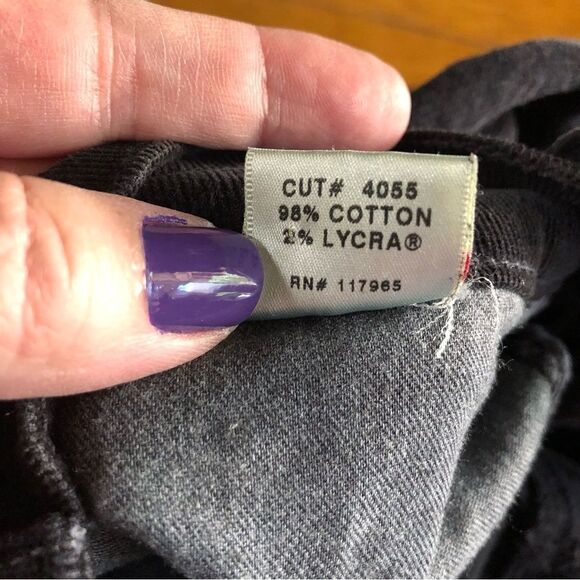 CUT# 4055
98% COTTON
2% LYCRA®
RN# 117965